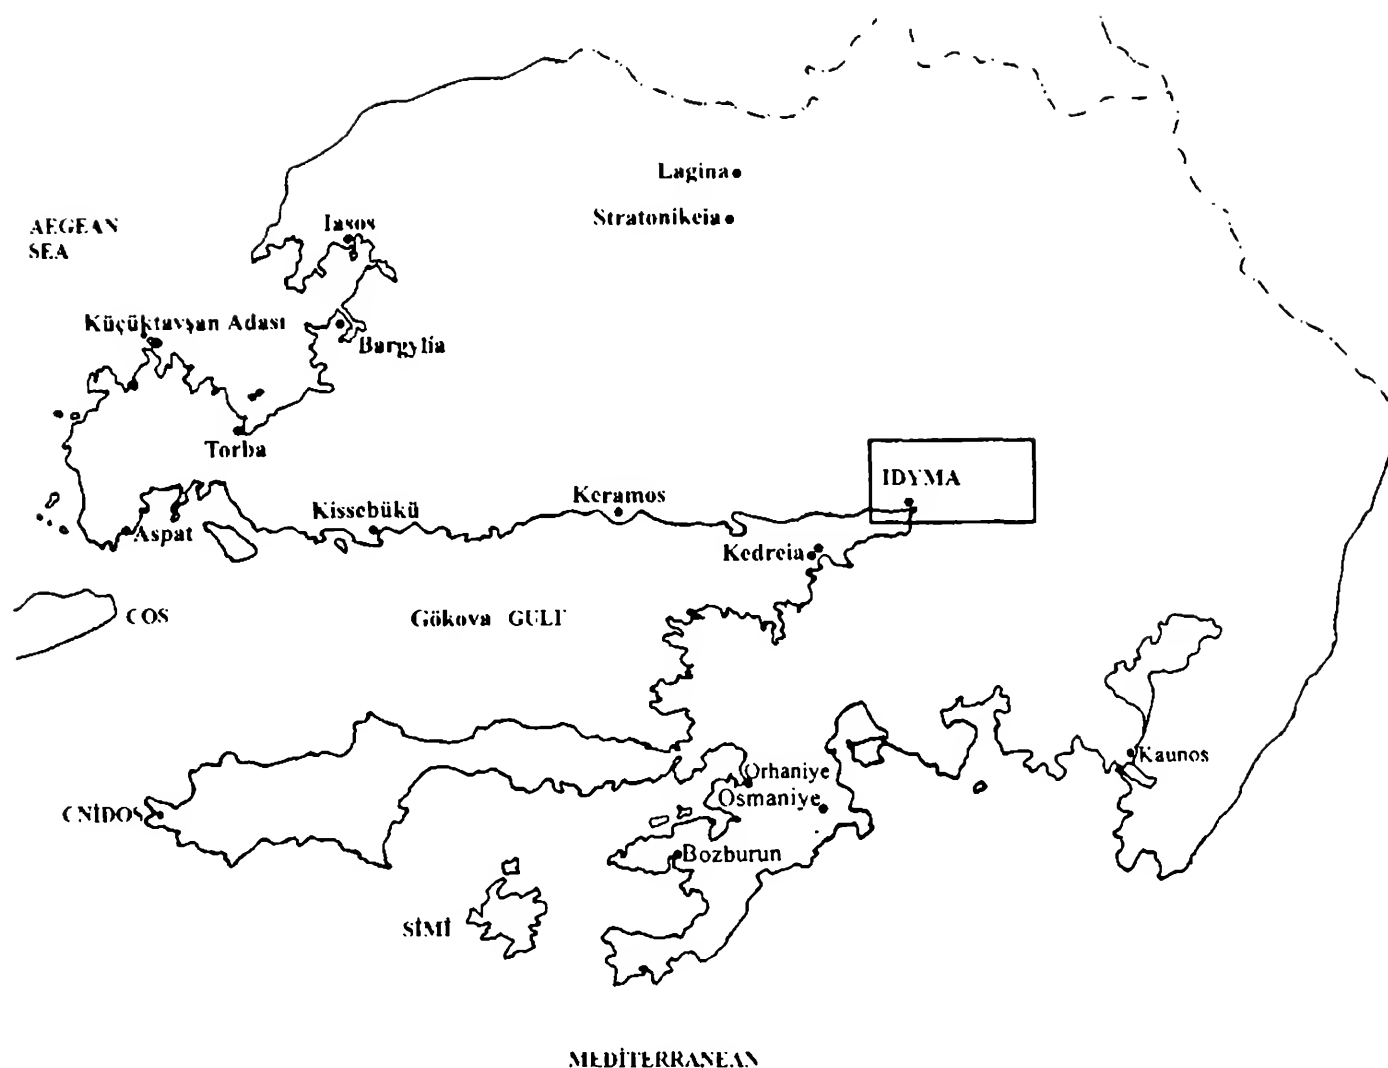 Lagina
Stratonikeia
AEGEAN
SEA
Iasos
Küçüktavşan Adası
Bargylia
Torba
IDYMA
Kissebükü
Keramos
Aspat
Kedreia
COS
Gökova GULF
Kaunos
Orhaniye
Osmaniye
CNİDOS
Bozburun
SİMİ
MEDİTERRANEAN